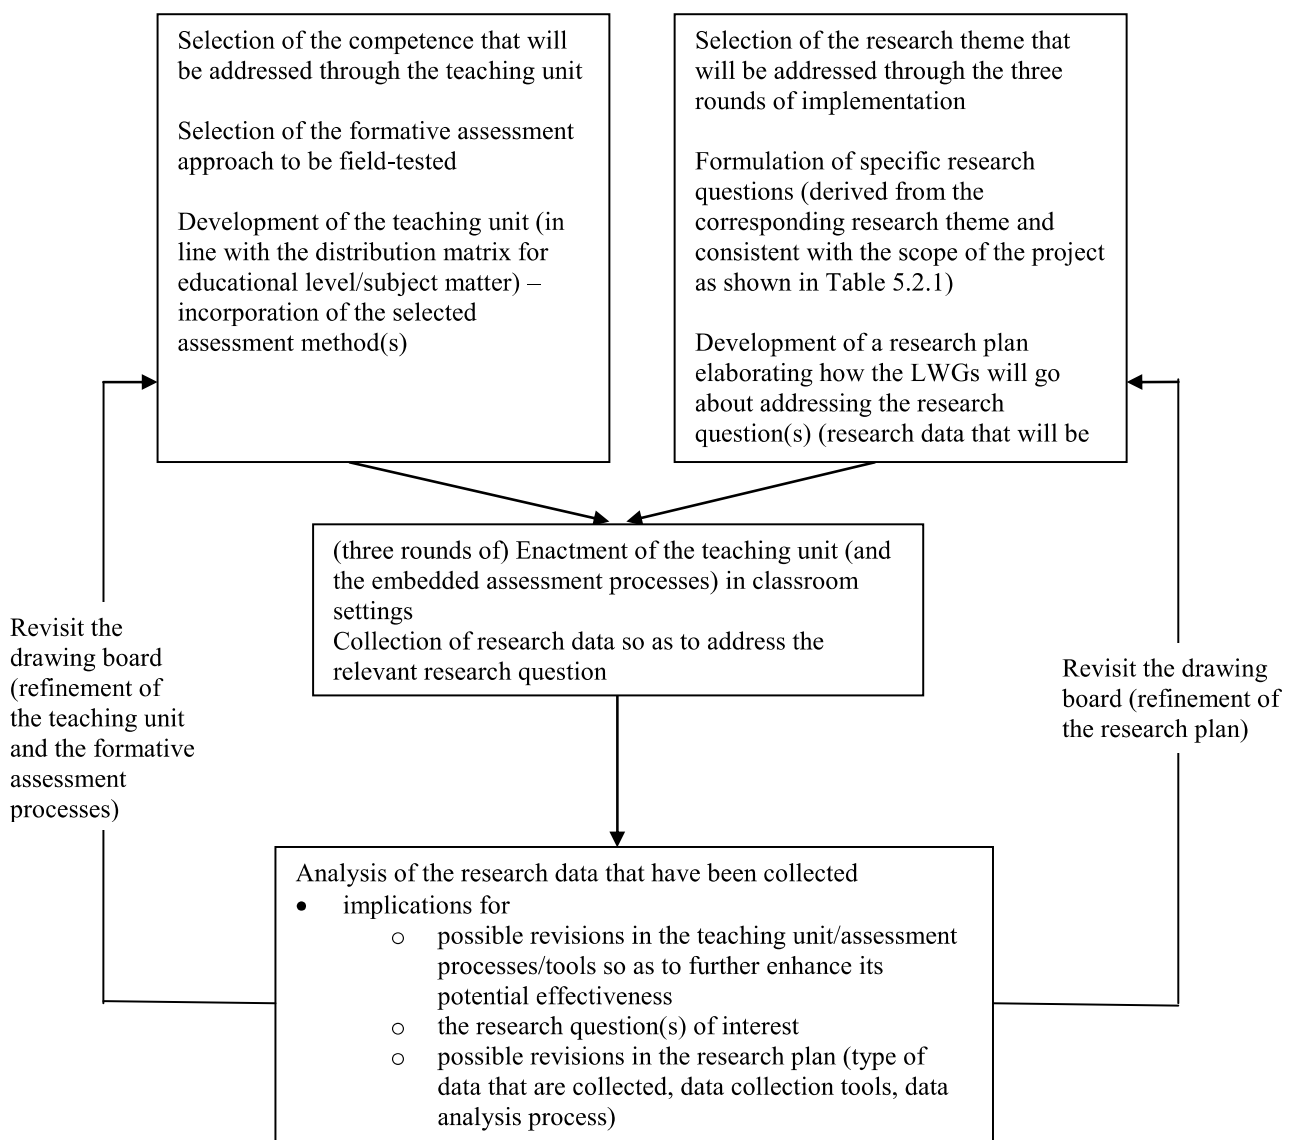 Selection of the competence that will
be addressed through the teaching unit
Selection of the formative assessment
approach to be field-tested
Development of the teaching unit (in
line with the distribution matrix for
educational level/subject matter) –
incorporation of the selected
assessment method(s)
Selection of the research theme that
will be addressed through the three
rounds of implementation
Formulation of specific research
questions (derived from the
corresponding research theme and
consistent with the scope of the project
as shown in Table 5.2.1)
Development of a research plan
elaborating how the LWGs will go
about addressing the research
question(s) (research data that will be
(three rounds of) Enactment of the teaching unit (and
the embedded assessment processes) in classroom
settings
Collection of research data so as to address the
relevant research question
Revisit the
drawing board
(refinement of
the teaching unit
and the formative
assessment
processes)
Revisit the drawing
board (refinement of
the research plan)
Analysis of the research data that have been collected
• implications for
o possible revisions in the teaching unit/assessment
processes/tools so as to further enhance its
potential effectiveness
o the research question(s) of interest
o possible revisions in the research plan (type of
data that are collected, data collection tools, data
analysis process)